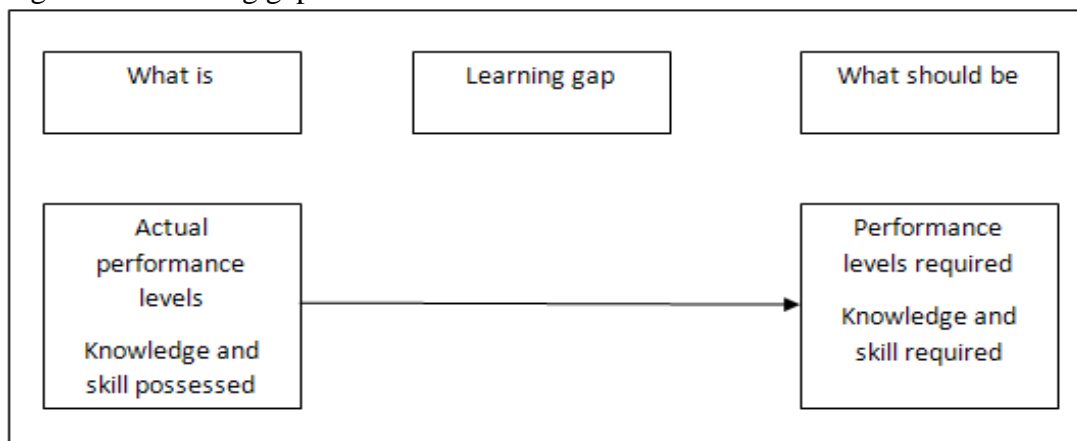 What is
Learning gap
What should be
Actual
performance
levels
Knowledge and
skill possessed
Performance
levels required
Knowledge and
skill required